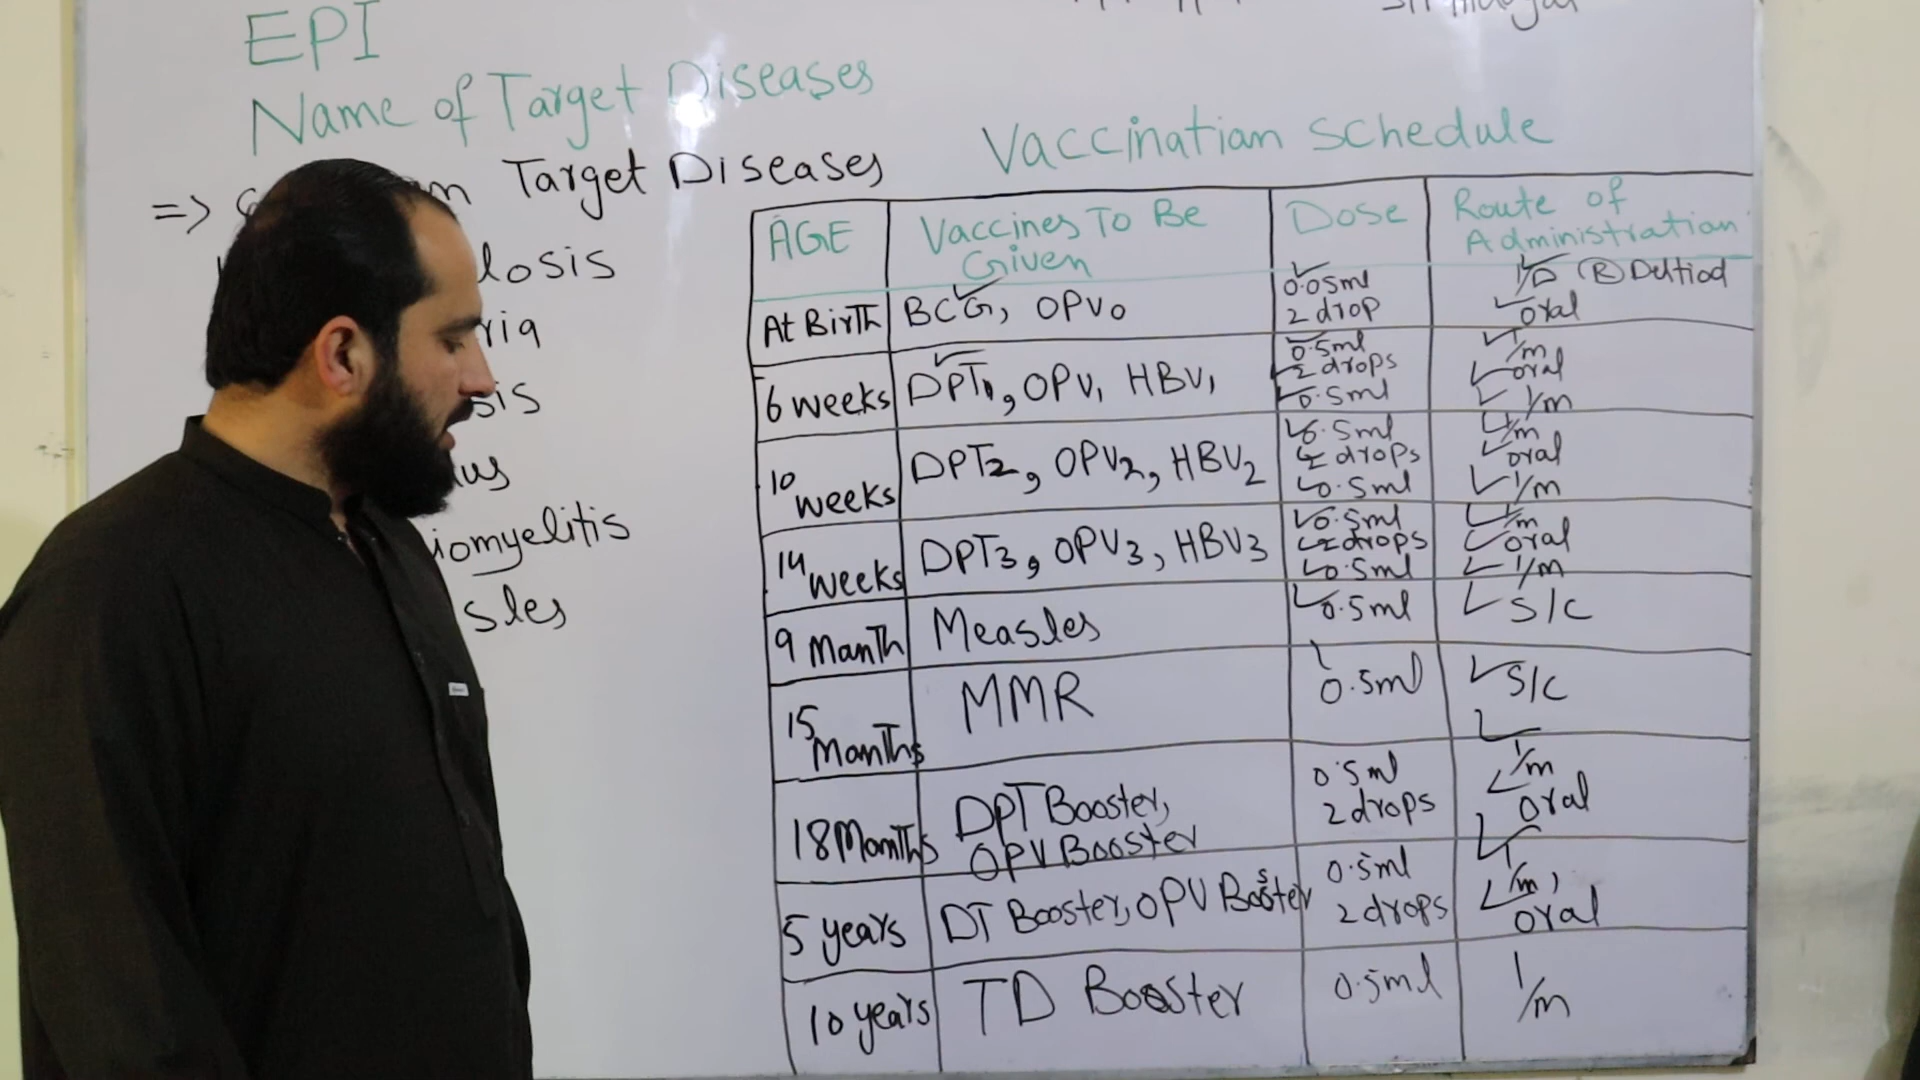 EPI
Name of Target Diseases
=> Target Diseases
losis
ria
sis
us
iomyelitis
sles
Vaccinatian Schedule
AGE Vaccines To Be Given Dose Route of Administration
At Birth BCG, OPV0 0.05ml I/D (R) Deltiod
2 drop oral
6 weeks DPT1, OPV1 HBV1 0.5ml I/m
2 drops oral
0.5ml I/m
10 weeks DPT2, OPV2, HBV2 0.5ml I/m
2 drops oral
0.5ml I/m
14 weeks DPT3, OPV3, HBV3 0.5ml I/m
2 drops oral
0.5ml I/m
9 Manth Measles 0.5ml S/C
15 Manths MMR 0.5ml S/C
18 Manths DPT Booster, 0.5ml I/m
OPV Booster 2 drops oral
5 years DT Booster, OPV Booster 0.5ml I/m,
2 drops oral
10 years TD Booster 0.5ml I/m